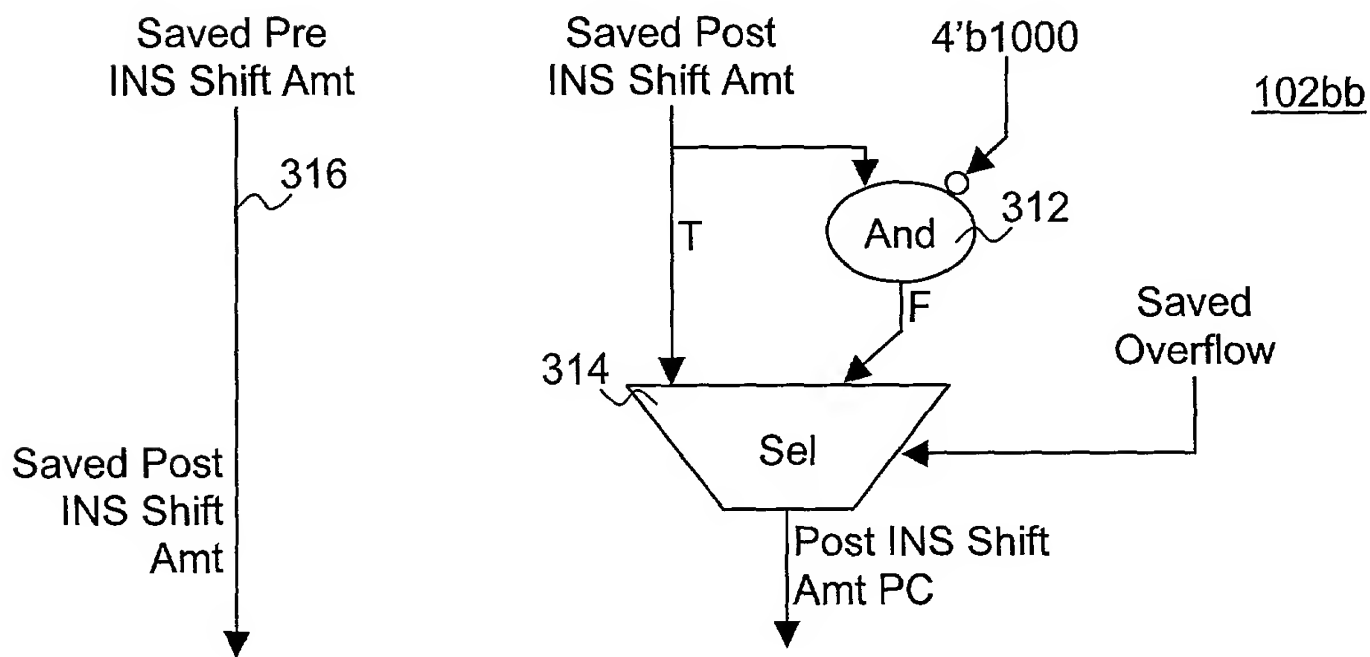 Saved Pre
INS Shift Amt
Saved Post
INS Shift Amt
4'b1000
102bb
316
T
And
312
F
Saved
Overflow
314
Sel
Saved Post
INS Shift
Amt
Post INS Shift
Amt PC